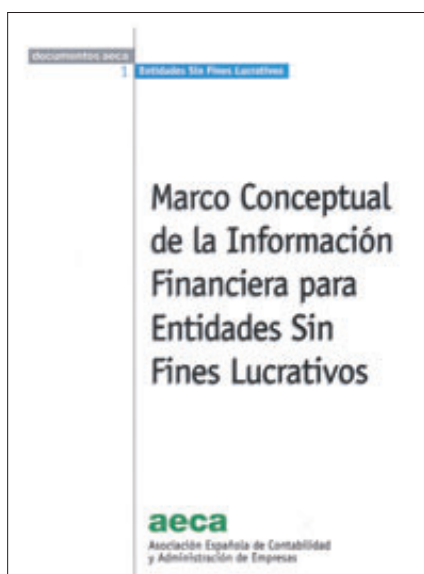 documentos aeca
1 Entidades Sin Fines Lucrativos
Marco Conceptual
de la Información
Financiera para
Entidades Sin
Fines Lucrativos
aeca
Asociación Española de Contabilidad
y Administración de Empresas